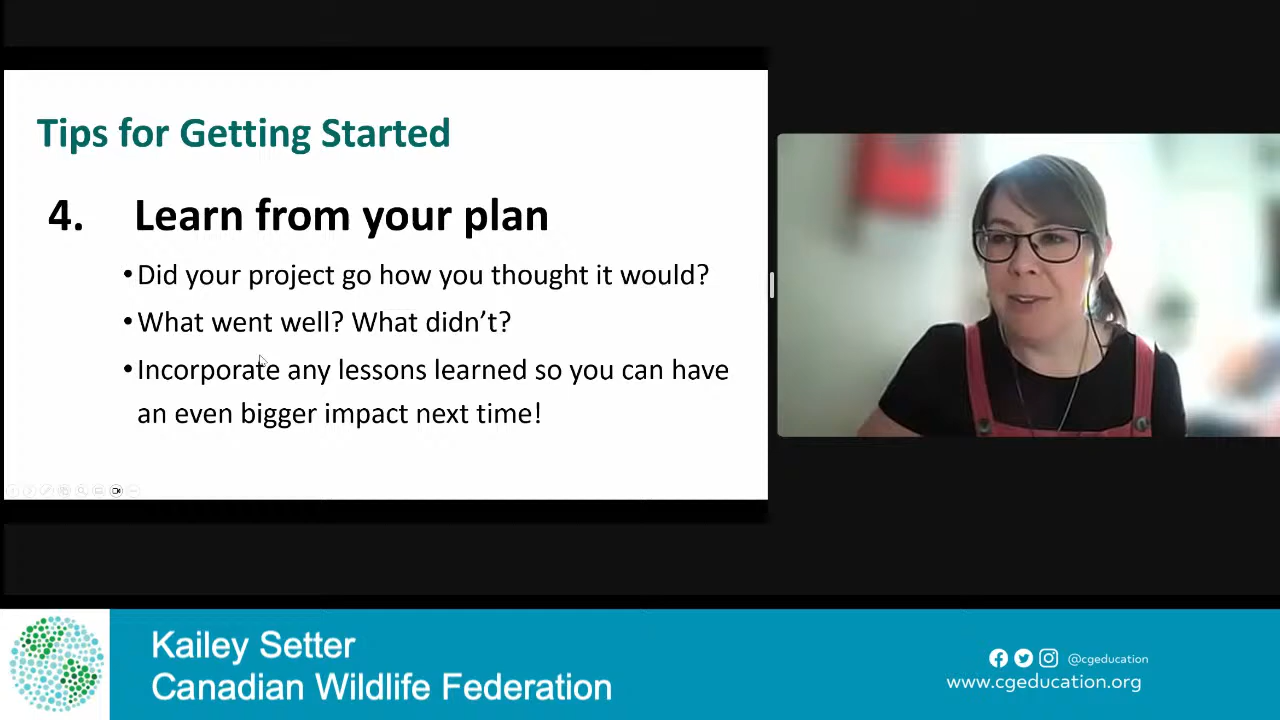 Tips for Getting Started
4. Learn from your plan
•Did your project go how you thought it would?
•What went well? What didn’t?
•Incorporate any lessons learned so you can have
an even bigger impact next time!
Kailey Setter
Canadian Wildlife Federation
@cgeducation
www.cgeducation.org